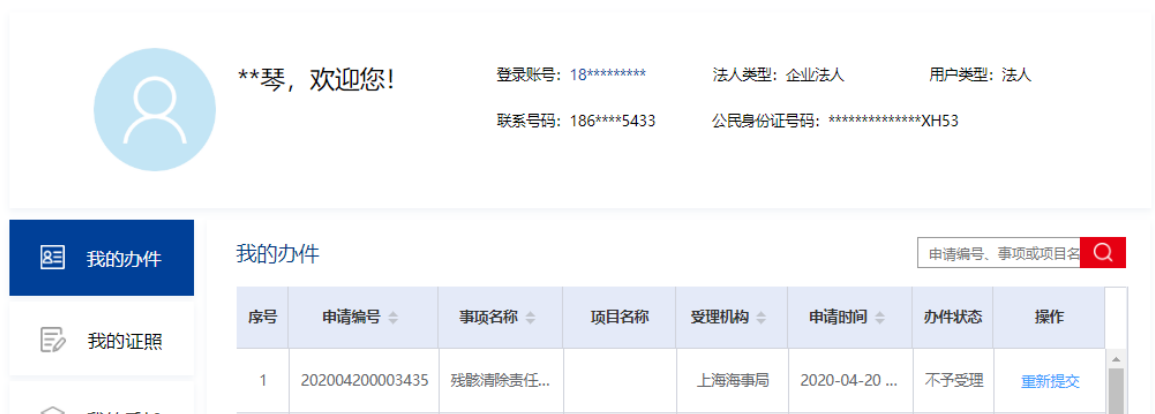 **琴，欢迎您！
登录账号：18********* 法人类型：企业法人 用户类型：法人
联系号码：186****5433 公民身份证号码：**************XH53
我的办件
我的证照
我的办件
申请编号、事项或项目名
序号 申请编号 事项名称 项目名称 受理机构 申请时间 办件状态 操作
1 202004200003435 残骸清除责任... 上海海事局 2020-04-20 ... 不予受理 重新提交